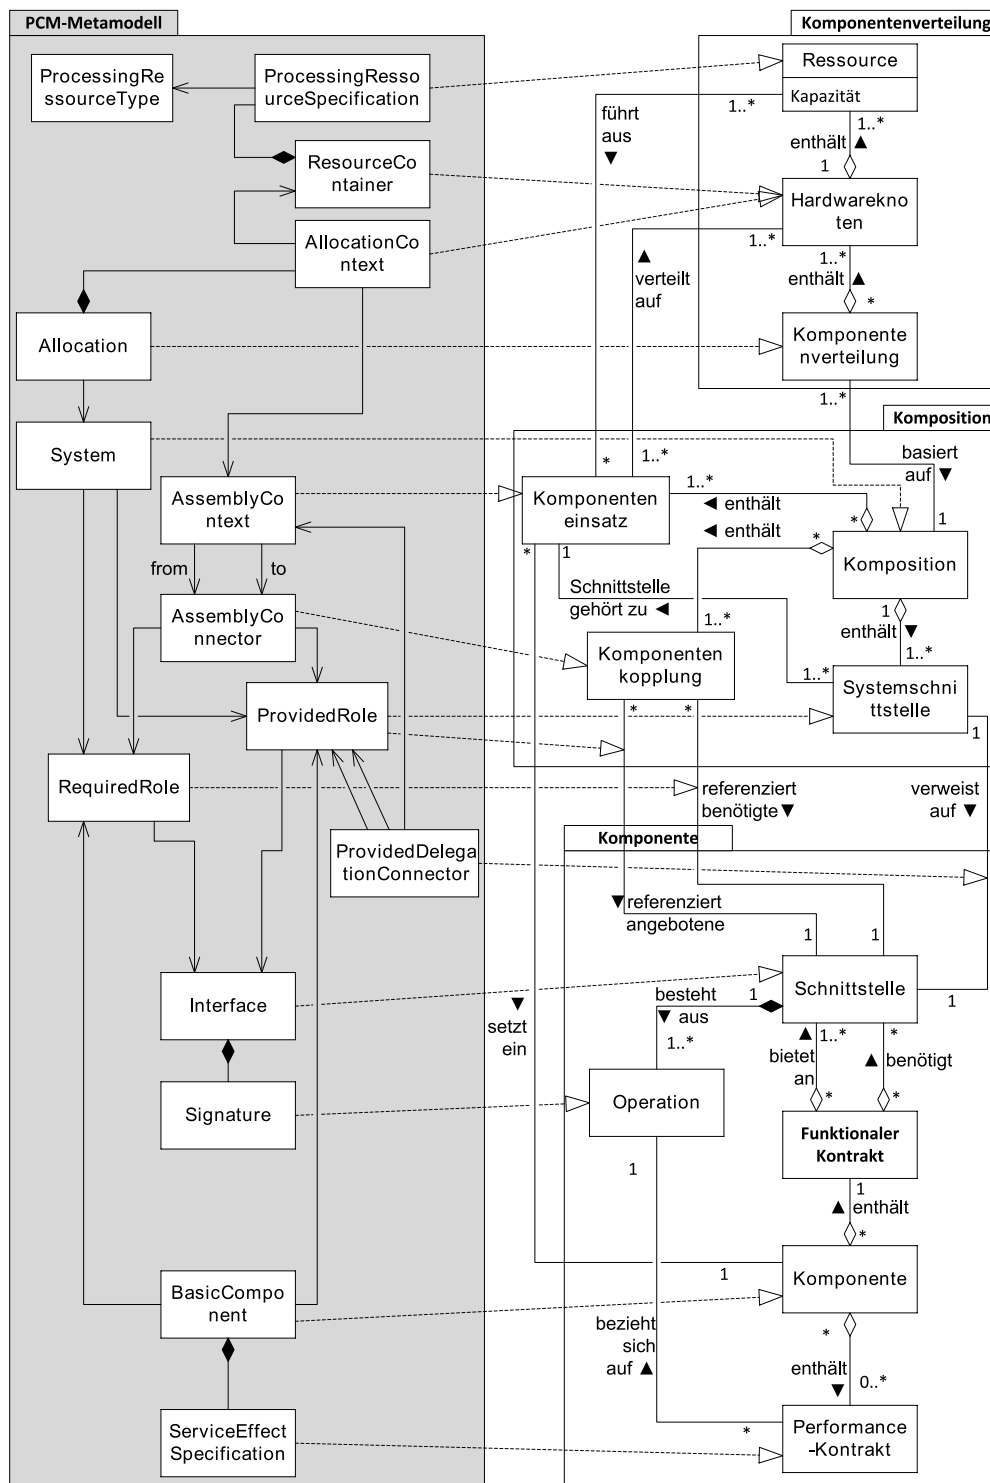 PCM-Metamodell
Komponentenverteilung
ProcessingRe
ssourceType
ProcessingRess
ourceSpecification
Ressource
Kapazität
1..*
führt
aus
▼
1..*
enthält ▲
1
ResourceCo
ntainer
Hardwarekno
ten
AllocationCo
ntext
1..*
▲
verteilt
auf
1..*
enthält ▲
*
Allocation
Komponente
nverteilung
1..*
Komposition
System
basiert
auf ▼
*
1..*
AssemblyCo
ntext
Komponenten
einsatz
1..*
◄ enthält
◄ enthält
*
1
*
*
1
Komposition
from
to
Schnittstelle
gehört zu ◄
1
enthält ▼
1..*
1..*
AssemblyCo
nnector
Komponenten
kopplung
1..*
Systemschni
ttstelle
ProvidedRole
*
*
1
RequiredRole
referenziert
benötigte▼
verweist
auf ▼
Komponente
ProvidedDelega
tionConnector
▼referenziert
angebotene
1
1
Interface
Schnittstelle
1
▼
setzt
ein
besteht
▼ aus
1
1..*
1..*
*
▲
bietet
an
▲ benötigt
*
*
Signature
Operation
1
Funktionaler
Kontrakt
1
▲ enthält
*
BasicCompo
nent
Komponente
1
bezieht
sich
auf ▲
*
enthält
▼
0..*
ServiceEffect
Specification
*
Performance
-Kontrakt